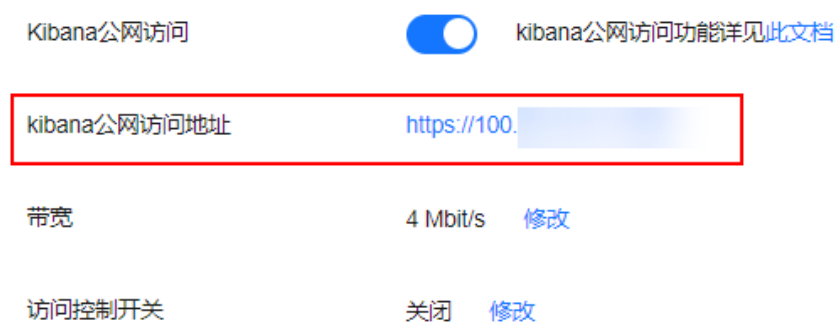 Kibana公网访问 kibana公网访问功能详见此文档
kibana公网访问地址 https://100.
带宽 4 Mbit/s 修改
访问控制开关 关闭 修改